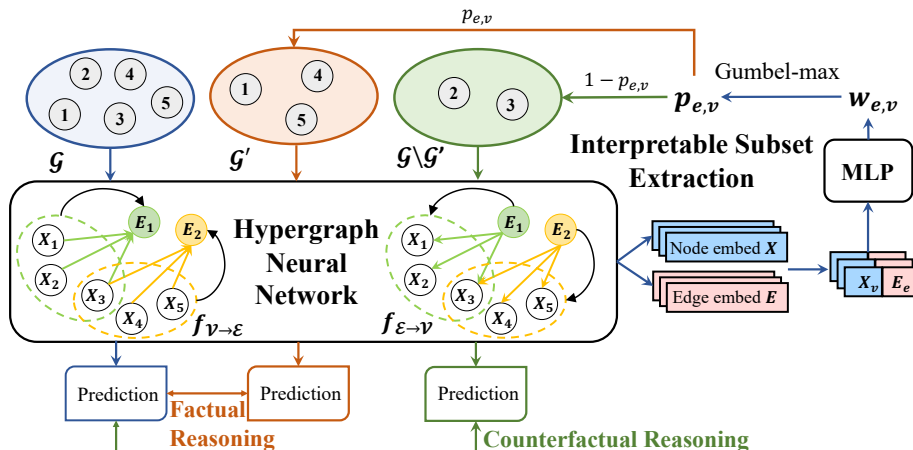 p_{e,v}
2 4
1 3 5
1 4
5
2 3
1 − p_{e,v}
Gumbel-max
p_{e,v}
w_{e,v}
𝒢
𝒢′
𝒢\𝒢′
Interpretable Subset
Extraction
MLP
X_1
X_2
X_3
X_4
X_5
E_1
E_2
f_{𝒱→ℰ}
Hypergraph
Neural
Network
X_1
X_2
X_3
X_4
X_5
E_1
E_2
f_{ℰ→𝒱}
Node embed X
Edge embed E
X_v E_e
Prediction
Factual
Reasoning
Prediction
Prediction
Counterfactual Reasoning